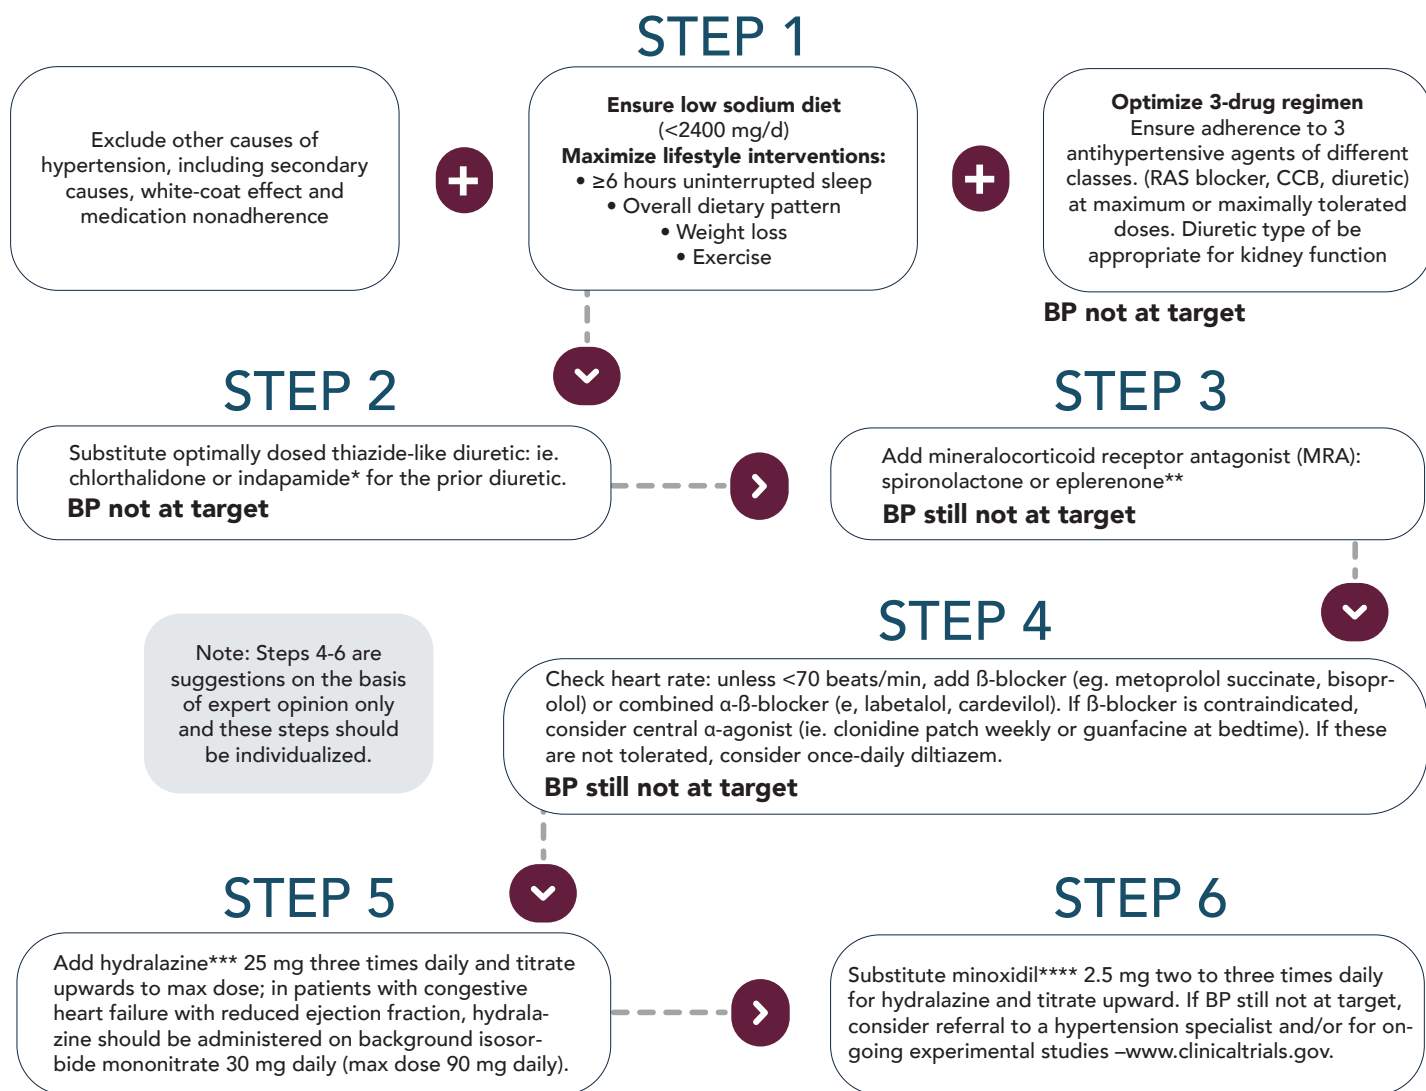 STEP 1
Exclude other causes of
hypertension, including secondary
causes, white-coat effect and
medication nonadherence
Ensure low sodium diet
(<2400 mg/d)
Maximize lifestyle interventions:
• ≥6 hours uninterrupted sleep
• Overall dietary pattern
• Weight loss
• Exercise
Optimize 3-drug regimen
Ensure adherence to 3
antihypertensive agents of different
classes. (RAS blocker, CCB, diuretic)
at maximum or maximally tolerated
doses. Diuretic type of be
appropriate for kidney function
BP not at target
STEP 2
Substitute optimally dosed thiazide-like diuretic: ie.
chlorthalidone or indapamide* for the prior diuretic.
BP not at target
STEP 3
Add mineralocorticoid receptor antagonist (MRA):
spironolactone or eplerenone**
BP still not at target
Note: Steps 4-6 are
suggestions on the basis
of expert opinion only
and these steps should
be individualized.
STEP 4
Check heart rate: unless <70 beats/min, add ß-blocker (eg. metoprolol succinate, bisopr-
olol) or combined α-ß-blocker (e, labetalol, cardevilol). If ß-blocker is contraindicated,
consider central α-agonist (ie. clonidine patch weekly or guanfacine at bedtime). If these
are not tolerated, consider once-daily diltiazem.
BP still not at target
STEP 5
Add hydralazine*** 25 mg three times daily and titrate
upwards to max dose; in patients with congestive
heart failure with reduced ejection fraction, hydrala-
zine should be administered on background isosor-
bide mononitrate 30 mg daily (max dose 90 mg daily).
STEP 6
Substitute minoxidil**** 2.5 mg two to three times daily
for hydralazine and titrate upward. If BP still not at target,
consider referral to a hypertension specialist and/or for on-
going experimental studies –www.clinicaltrials.gov.